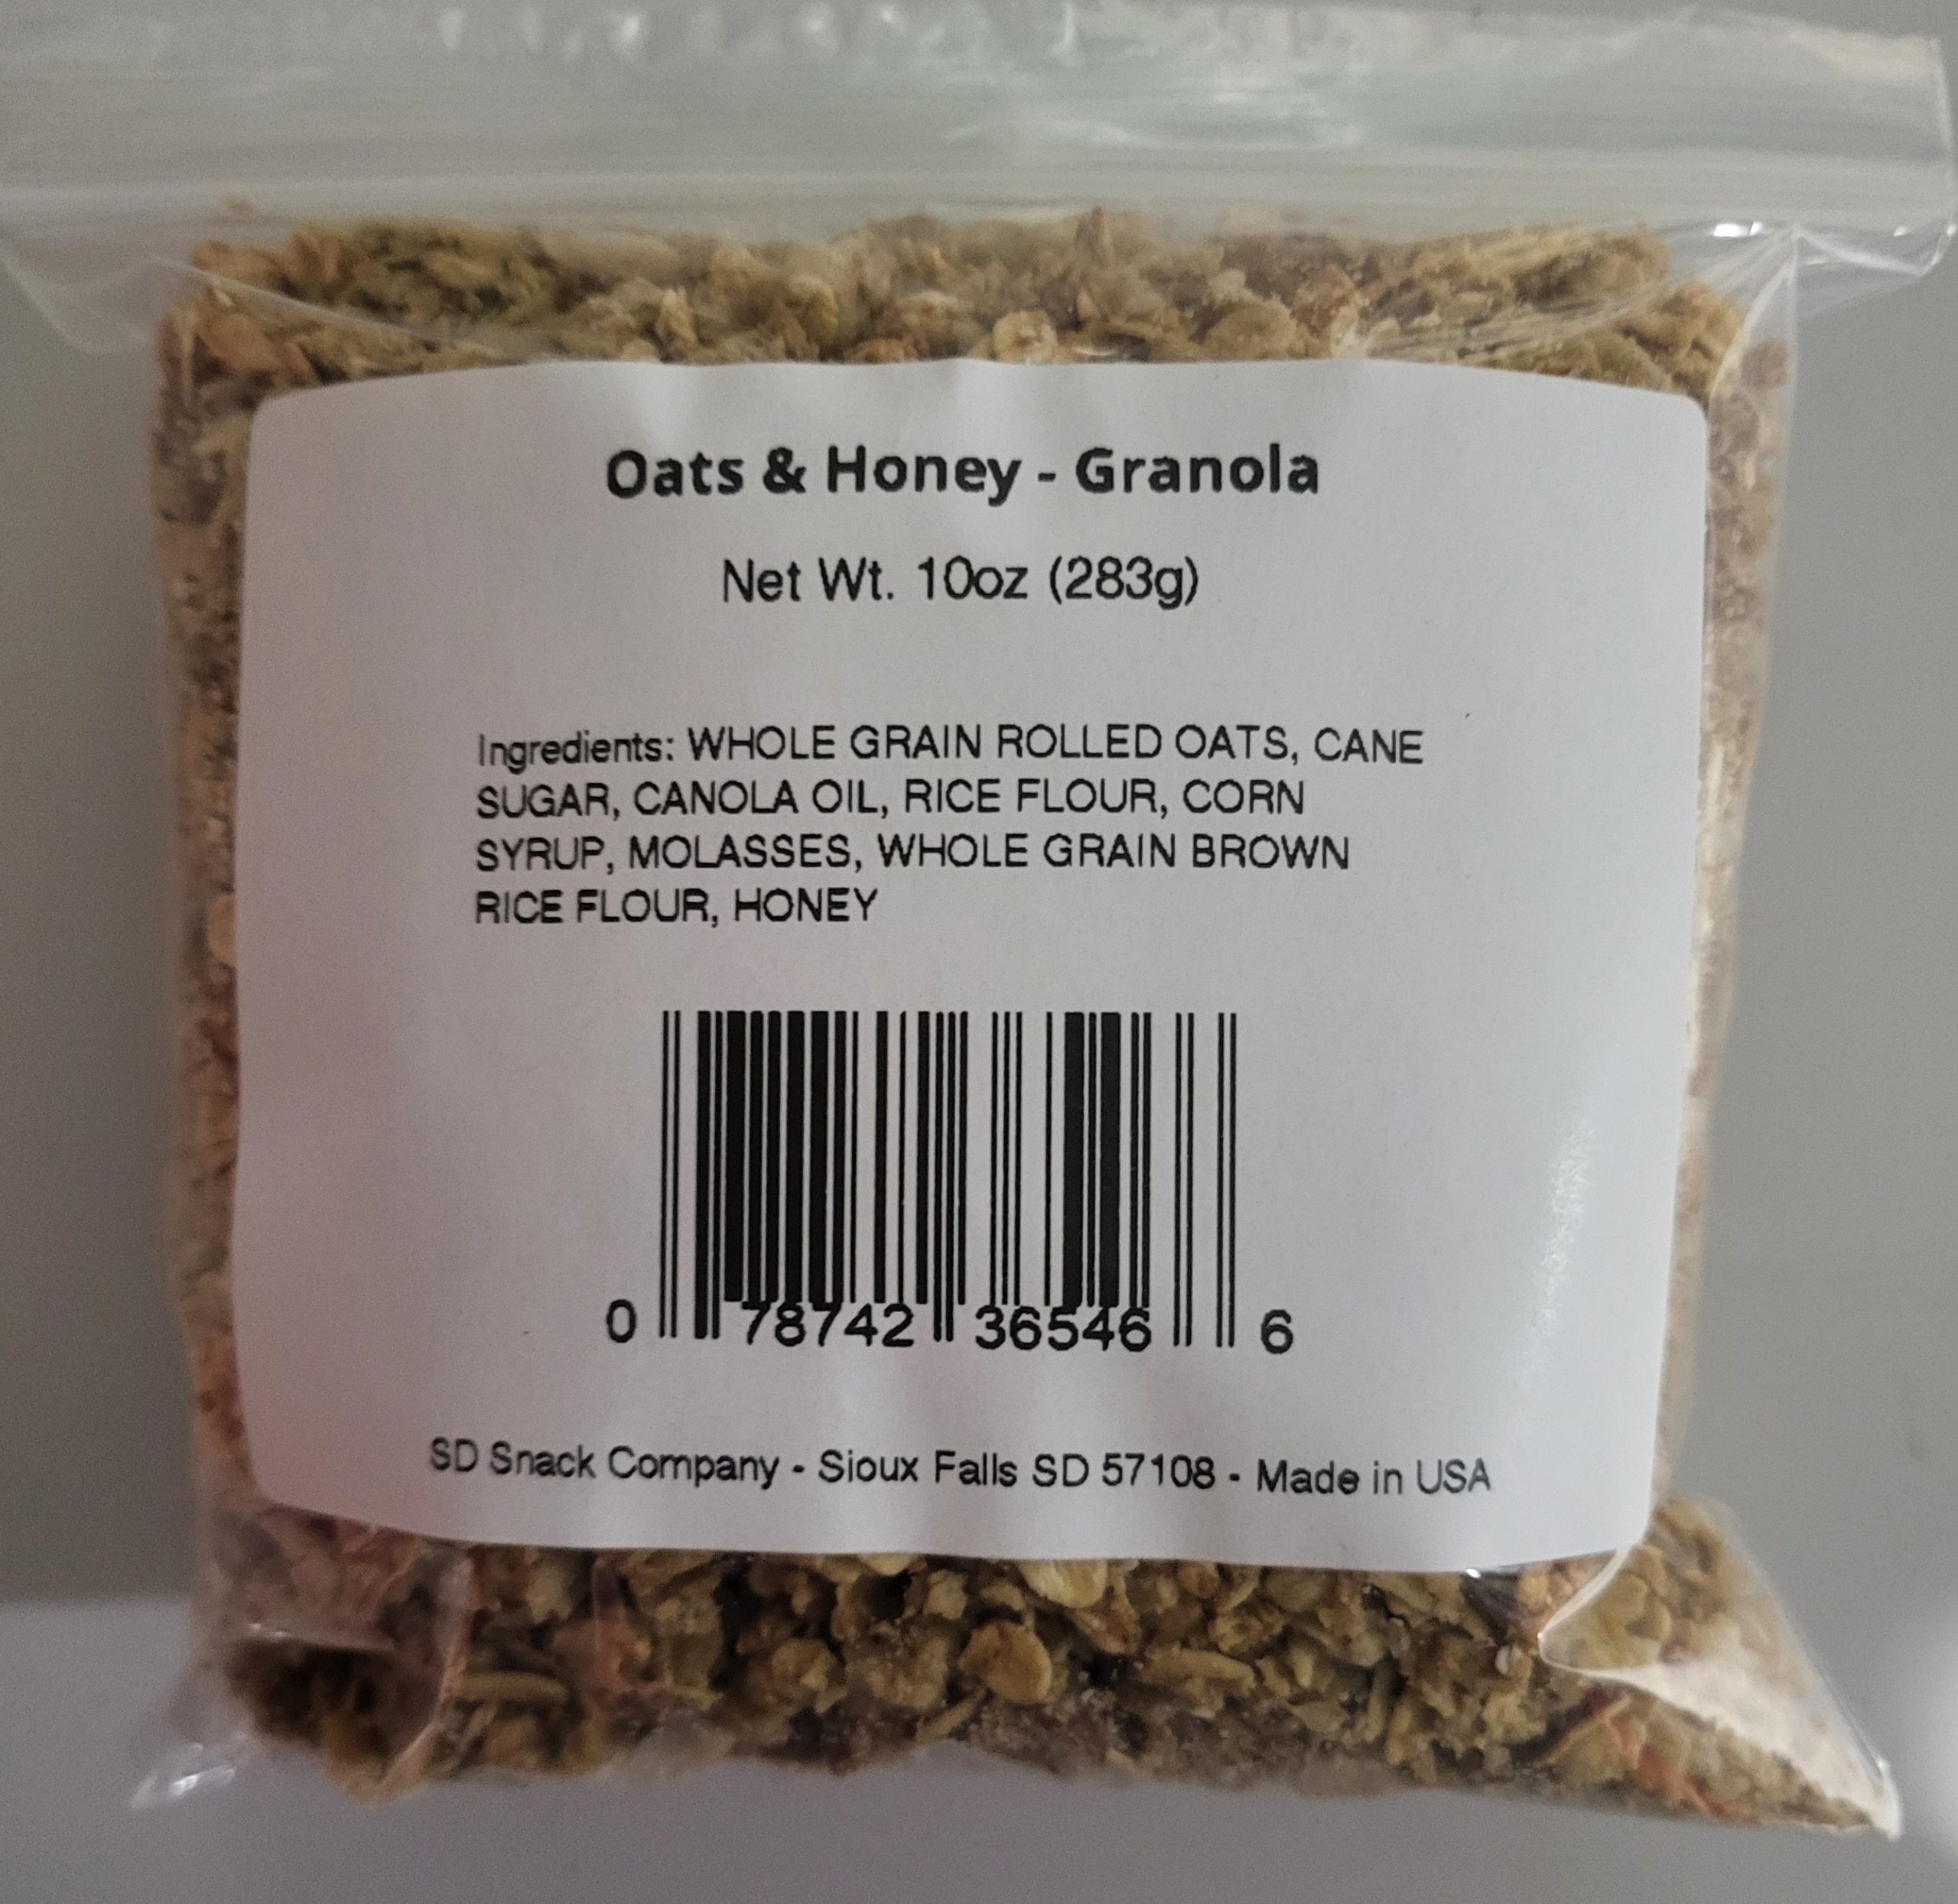 Oats & Honey - Granola
Net Wt. 10oz (283g)
Ingredients: WHOLE GRAIN ROLLED OATS, CANE
SUGAR, CANOLA OIL, RICE FLOUR, CORN
SYRUP, MOLASSES, WHOLE GRAIN BROWN
RICE FLOUR, HONEY
0 78742 36546 6
SD Snack Company - Sioux Falls SD 57108 - Made in USA